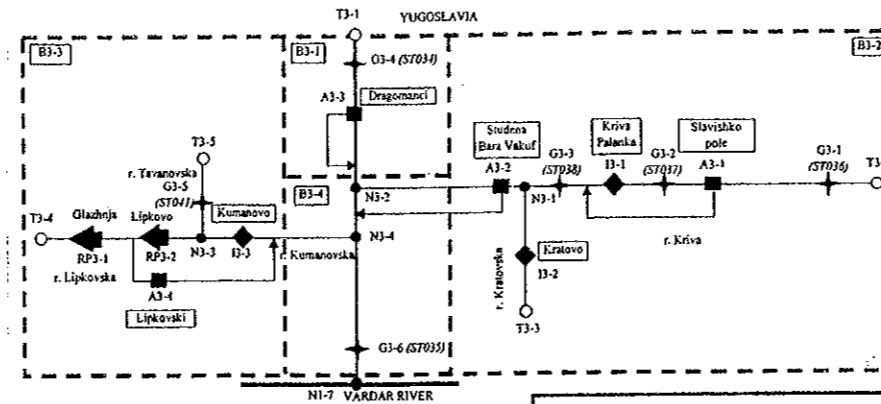 T3-1
YUGOSLAVIA
B3-3
B3-1
B3-2
G3-4 (ST034)
A3-3
Dragomanci
Studena
Bara Vakuf
Kriva
Palanka
Slavishko
pole
T3-5
A3-2
G3-3
(ST038)
I3-1
G3-2
(ST037)
A3-1
G3-1
(ST036)
r. Tavanovska
G3-5
(ST041)
B3-4
N3-2
N3-1
T3-
T3-4
Glazhnja
Lipkovo
Kumanovo
N3-4
r. Kriva
RP3-1
RP3-2
N3-3
I3-3
r. Kumanovska
r. Kratovska
Kratovo
I3-2
r. Lipkovska
A3-4
Lipkovski
T3-3
G3-6 (ST035)
N1-7
VARDAR RIVER